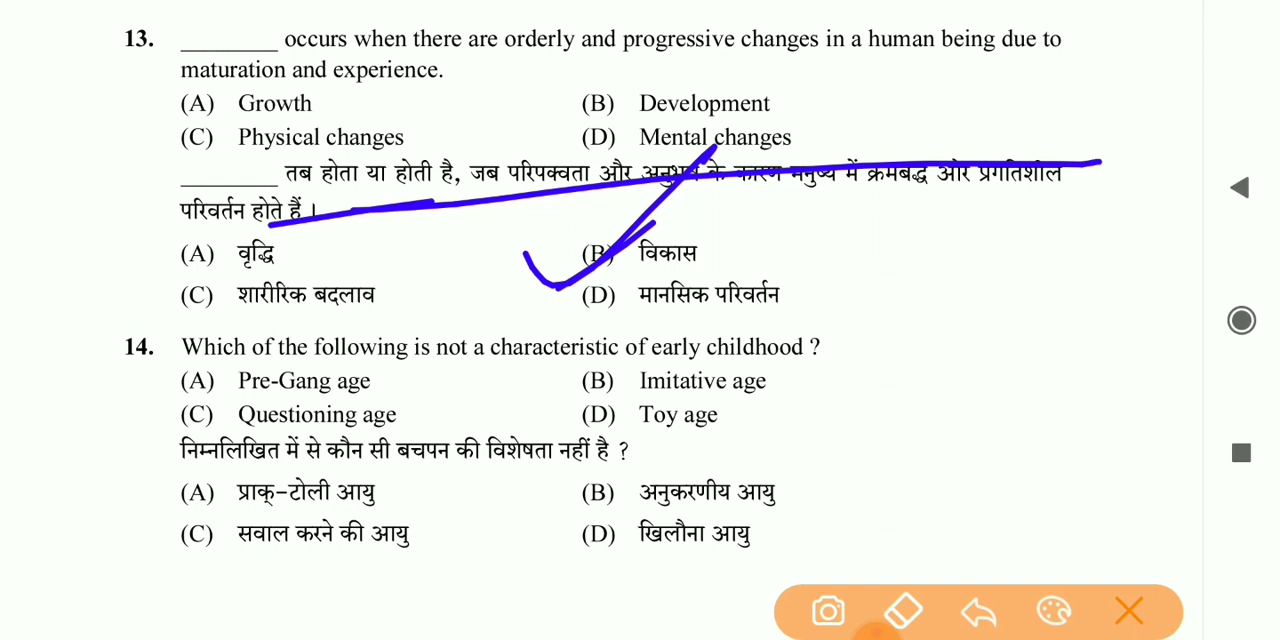 13. ________ occurs when there are orderly and progressive changes in a human being due to
maturation and experience.
(A) Growth (B) Development
(C) Physical changes (D) Mental changes
________ तब होता या होती है, जब परिपक्वता और अनुभव के कारण मनुष्य में क्रमबद्ध और प्रगतिशील
परिवर्तन होते हैं ।
(A) वृद्धि (B) विकास
(C) शारीरिक बदलाव (D) मानसिक परिवर्तन
14. Which of the following is not a characteristic of early childhood ?
(A) Pre-Gang age (B) Imitative age
(C) Questioning age (D) Toy age
निम्नलिखित में से कौन सी बचपन की विशेषता नहीं है ?
(A) प्राक्-टोली आयु (B) अनुकरणीय आयु
(C) सवाल करने की आयु (D) खिलौना आयु